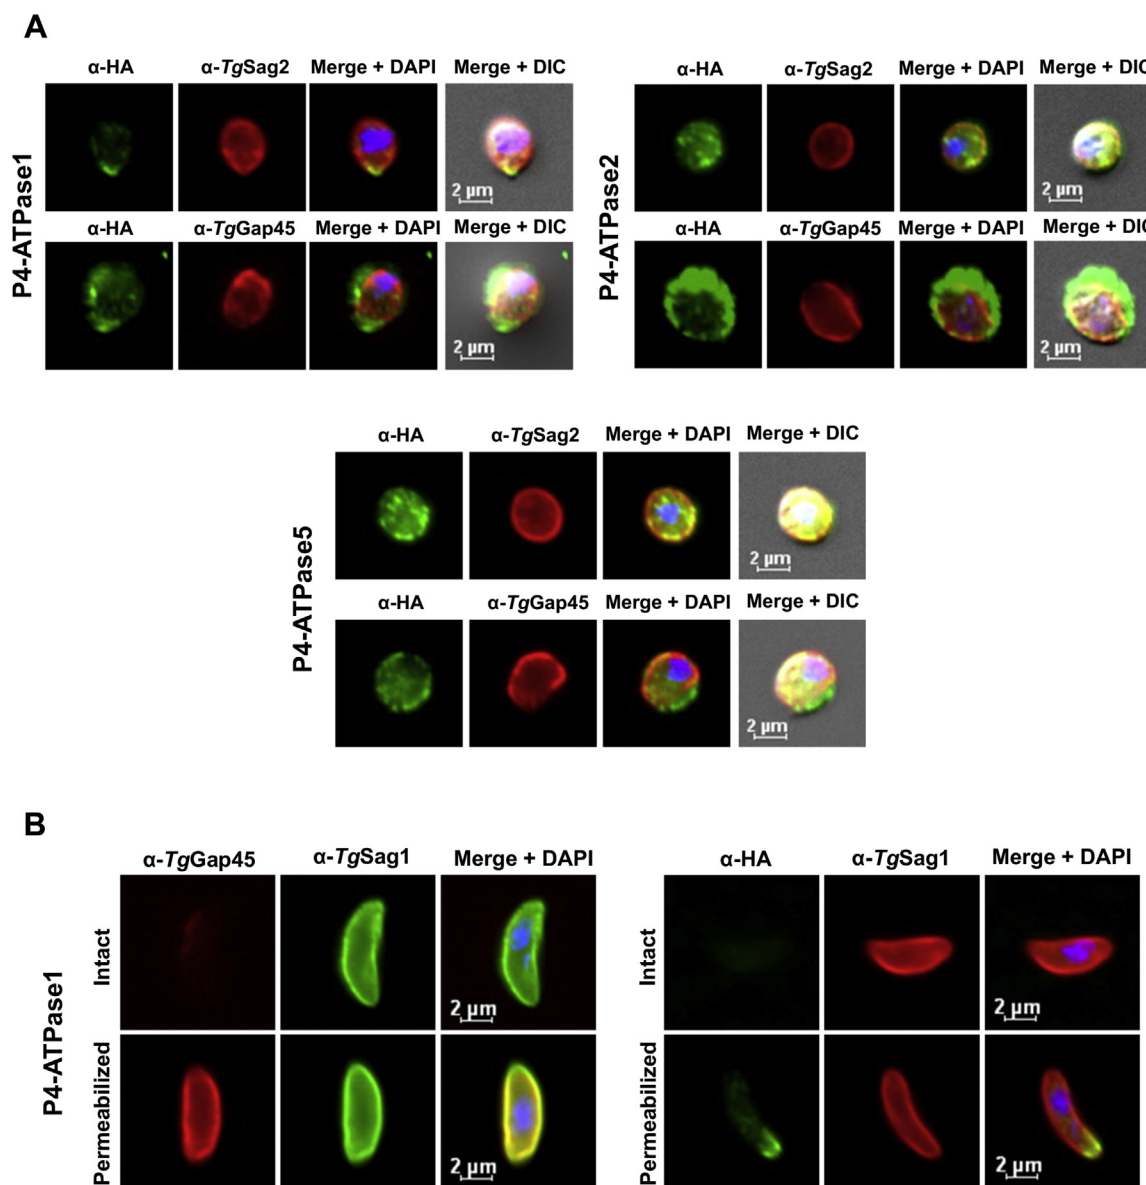 A
α-HA α-TgSag2 Merge + DAPI Merge + DIC
α-HA α-TgSag2 Merge + DAPI Merge + DIC
P4-ATPase1
2 µm
P4-ATPase2
2 µm
α-HA α-TgGap45 Merge + DAPI Merge + DIC
α-HA α-TgGap45 Merge + DAPI Merge + DIC
2 µm
2 µm
α-HA α-TgSag2 Merge + DAPI Merge + DIC
P4-ATPase5
2 µm
α-HA α-TgGap45 Merge + DAPI Merge + DIC
2 µm
B
α-TgGap45 α-TgSag1 Merge + DAPI
α-HA α-TgSag1 Merge + DAPI
P4-ATPase1
Intact
2 µm
Intact
2 µm
Permeabilized
2 µm
Permeabilized
2 µm